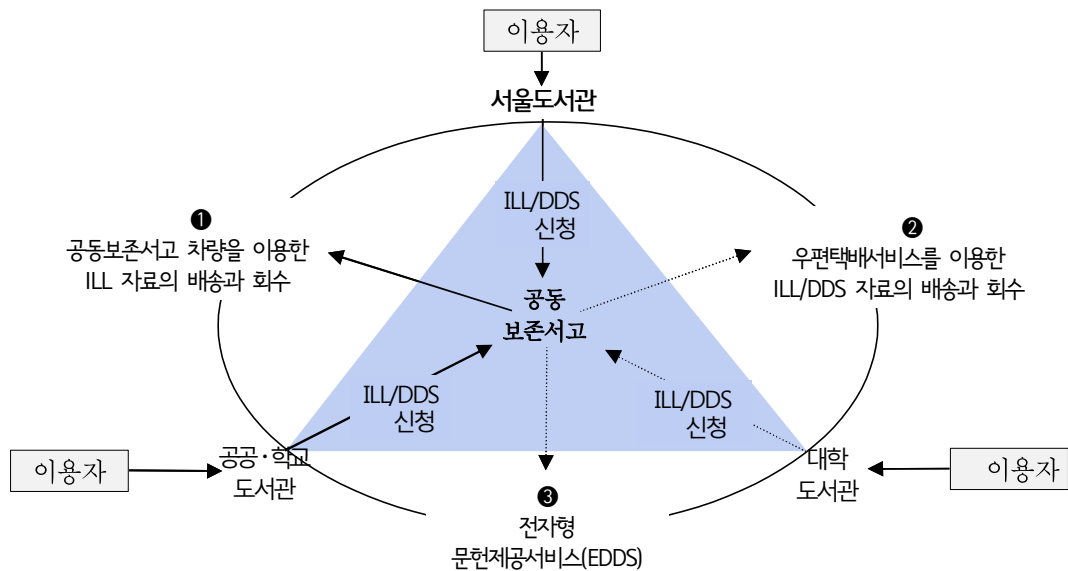 이용자
서울도서관
ILL/DDS
신청
❶
공동보존서고 차량을 이용한
ILL 자료의 배송과 회수
❷
우편택배서비스를 이용한
ILL/DDS 자료의 배송과 회수
공동
보존서고
ILL/DDS
신청
ILL/DDS
신청
이용자
공공·학교
도서관
대학
도서관
이용자
❸
전자형
문헌제공서비스(EDDS)